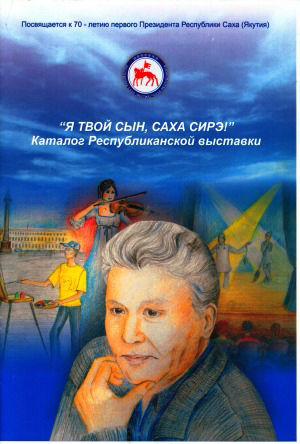 Посвящается к 70 - летию первого Президента Республики Саха (Якутия)
“Я ТВОЙ СЫН, САХА СИРЭ!”
Каталог Республиканской выставки